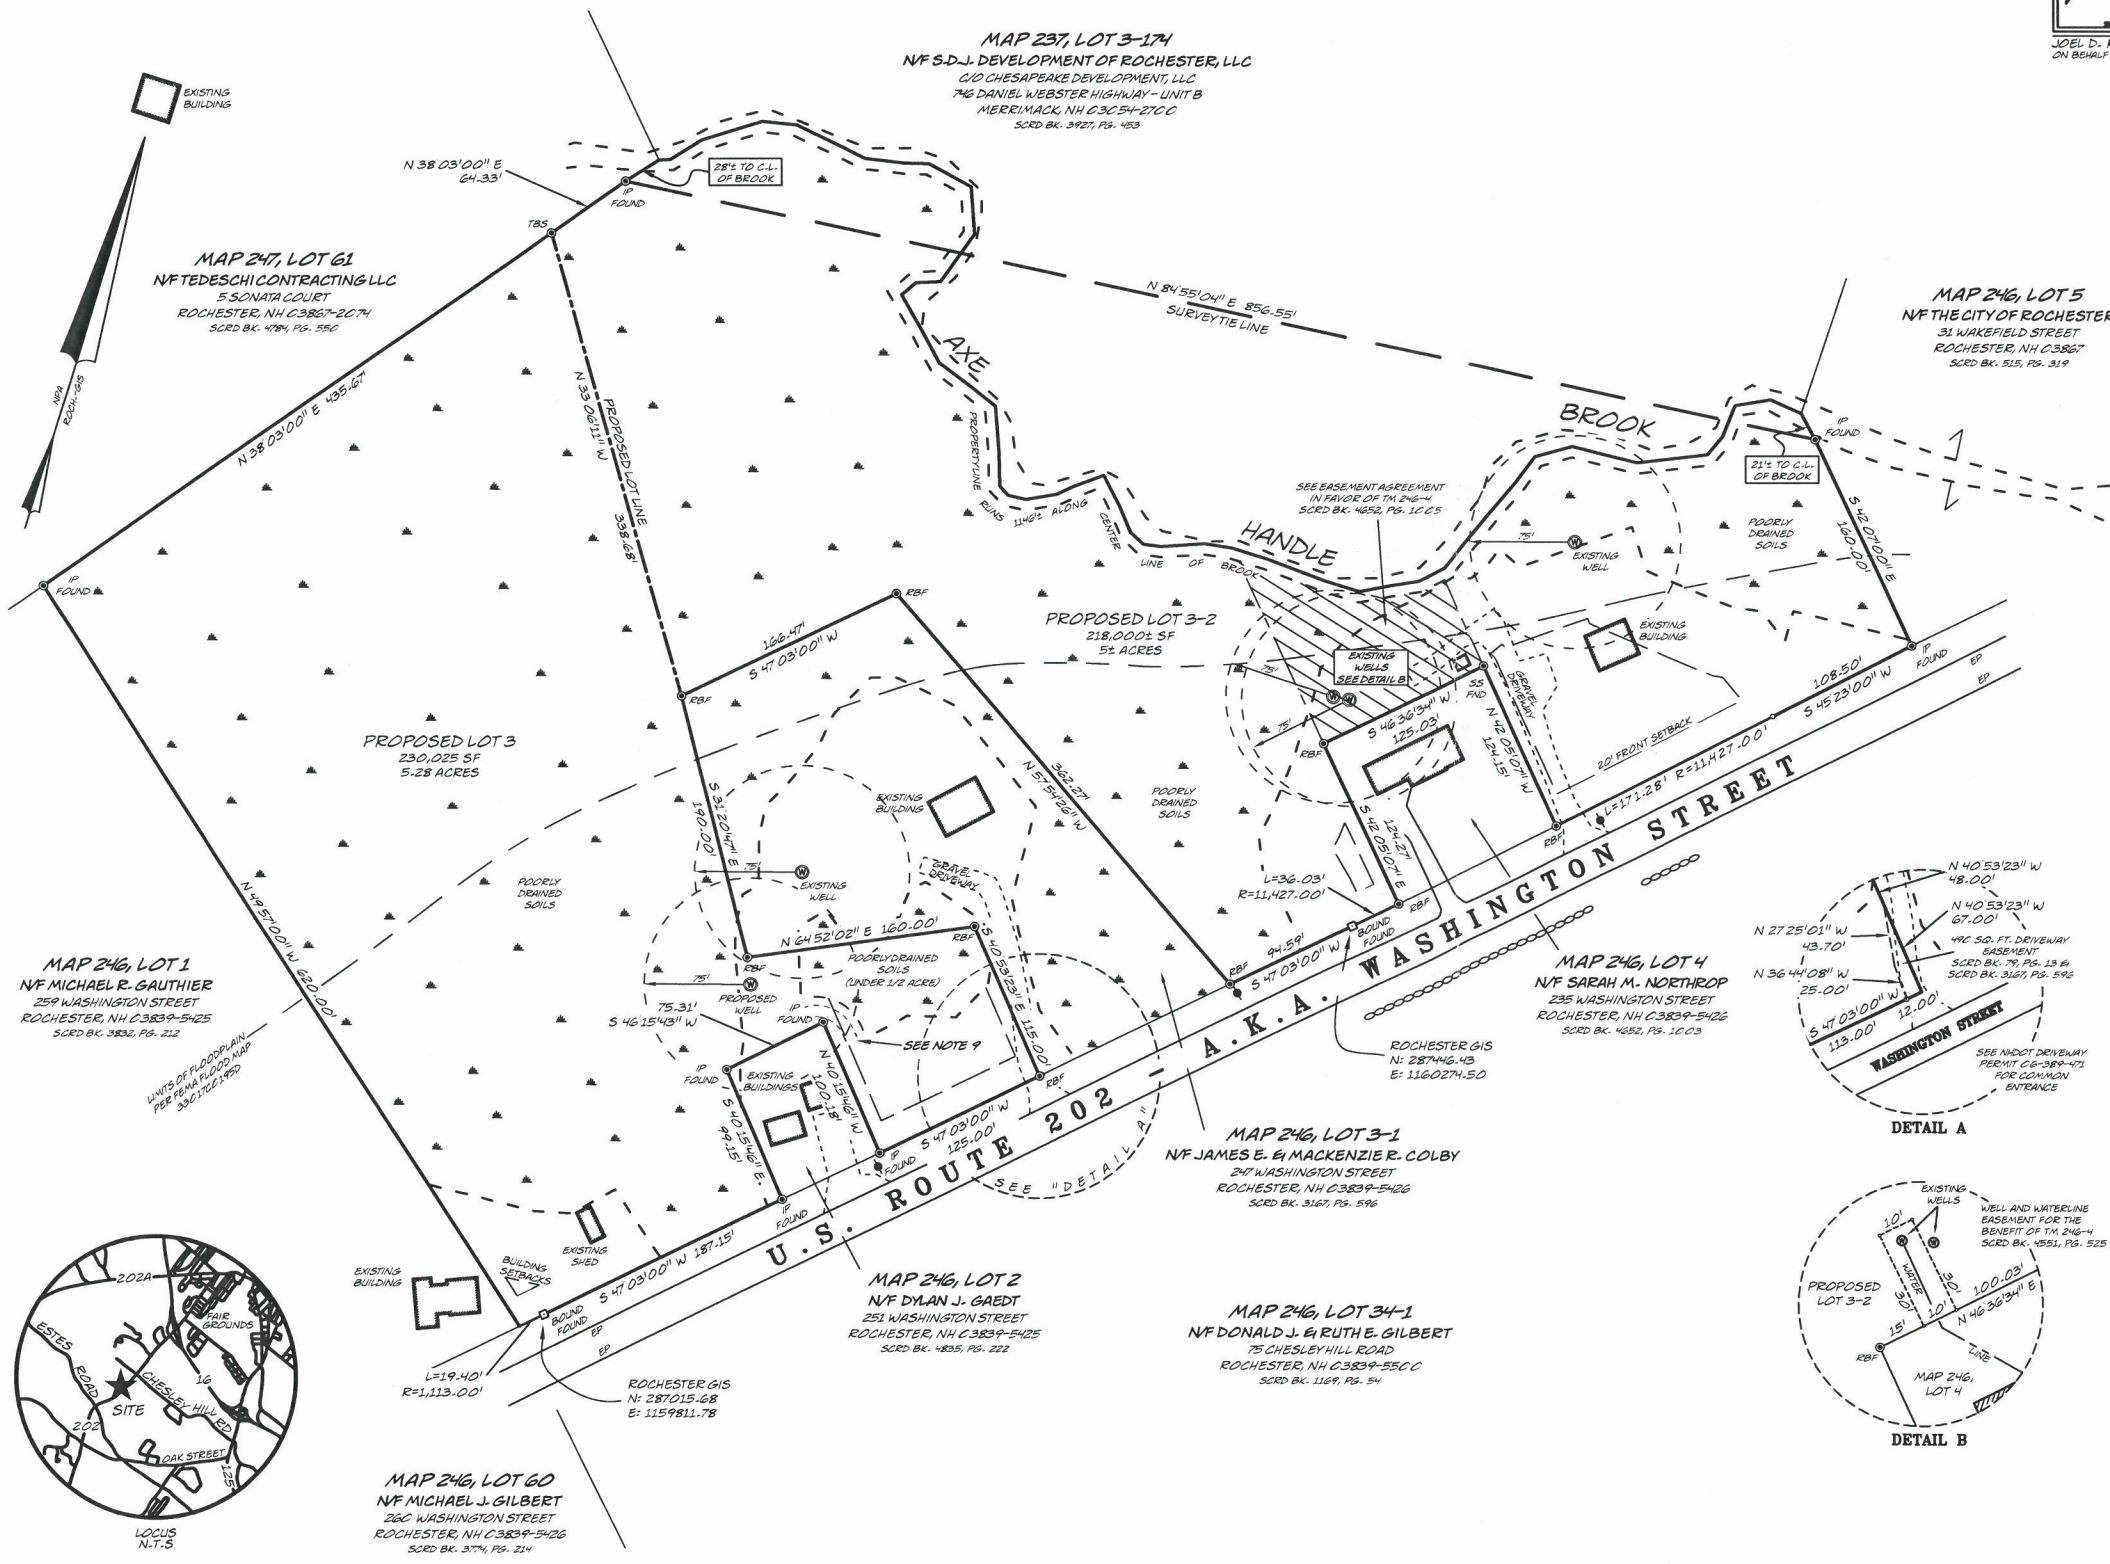 JOEL D.
ON BEHALF
MAP 237, LOT 3-174
N/F S.D.J. DEVELOPMENT OF ROCHESTER, LLC
C/O CHESAPEAKE DEVELOPMENT, LLC
746 DANIEL WEBSTER HIGHWAY - UNIT B
MERRIMACK, NH 03054-2700
SCRD BK. 3927, PG. 453
EXISTING
BUILDING
N 38°03'00" E
64.33'
28'± TO C.L.
OF BROOK
IP
FOUND
TBS
MAP 247, LOT 61
N/F TEDESCHI CONTRACTING LLC
5 SONATA COURT
ROCHESTER, NH 03867-2074
SCRD BK. 4784, PG. 550
NPA
ROCH.-GIS
N 84°55'04" E 856.55'
SURVEY TIE LINE
MAP 246, LOT 5
N/F THE CITY OF ROCHESTER
31 WAKEFIELD STREET
ROCHESTER, NH 03867
SCRD BK. 515, PG. 319
N 38°03'00" E 435.67'
N 33°06'11" W
PROPOSED LOT LINE
338.68'
AXE
HANDLE
BROOK
PROPERTY LINE
RUNS
1146'± ALONG
CENTER
LINE OF BROOK
IP
FOUND
21'± TO C.L.
OF BROOK
SEE EASEMENT AGREEMENT
IN FAVOR OF TM 246-4
SCRD BK. 4652, PG. 1005
75'
EXISTING
WELL
POORLY
DRAINED
SOILS
S 42°07'00" E
160.00'
IP
FOUND
RBF
166.47'
S 47°03'00" W
RBF
PROPOSED LOT 3-2
218,000± SF
5± ACRES
EXISTING
WELLS
SEE DETAIL B
75'
75'
EXISTING
BUILDING
SS
FND
GRAVEL
DRIVEWAY
IP
FOUND
EP
EP
108.50'
S 45°23'00" W
20' FRONT SETBACK
S 46°36'34" W
125.03'
N 42°05'07" W
124.15'
RBF
L=171.28' R=11,427.00'
RBF
PROPOSED LOT 3
230,025 SF
5.28 ACRES
S 31°20'47" E
190.00'
EXISTING
BUILDING
N 57°54'26" W
362.27'
POORLY
DRAINED
SOILS
S 42°05'07" E
124.27'
L=36.03'
R=11,427.00'
RBF
BOUND
FOUND
75'
EXISTING
WELL
GRAVEL
DRIVEWAY
POORLY
DRAINED
SOILS
N 64°52'02" E 160.00'
RBF
RBF
POORLY DRAINED
SOILS
(UNDER 1/2 ACRE)
S 40°53'23" E 115.00'
RBF
94.59'
S 47°03'00" W
75'
PROPOSED
WELL
IP
FOUND
75.31'
S 46°15'43" W
SEE NOTE 9
IP
FOUND
EXISTING
BUILDINGS
N 40°15'46" W
100.18'
S 40°15'46" E
99.15'
RBF
S 47°03'00" W
125.00'
IP
FOUND
IP
FOUND
SEE "DETAIL A"
U.S. ROUTE 202 - A.K.A. WASHINGTON STREET
N 49°57'00" W 620.00'
MAP 246, LOT 1
N/F MICHAEL R. GAUTHIER
259 WASHINGTON STREET
ROCHESTER, NH 03839-5425
SCRD BK. 3832, PG. 212
LIMITS OF FLOODPLAIN
PER FEMA FLOOD MAP
33017C0195D
N 40°53'23" W
48.00'
N 40°53'23" W
67.00'
N 27°25'01" W
43.70'
490 SQ. FT. DRIVEWAY
EASEMENT
SCRD BK. 79, PG. 13 &
SCRD BK. 3167, PG. 596
N 36°44'08" W
25.00'
S 47°03'00" W
113.00'
12.00'
WASHINGTON STREET
SEE NHDOT DRIVEWAY
PERMIT 06-389-471
FOR COMMON
ENTRANCE
DETAIL A
MAP 246, LOT 4
N/F SARAH M. NORTHROP
235 WASHINGTON STREET
ROCHESTER, NH 03839-5426
SCRD BK. 4652, PG. 1003
ROCHESTER GIS
N: 287446.43
E: 1160274.50
MAP 246, LOT 3-1
N/F JAMES E. & MACKENZIE R. COLBY
247 WASHINGTON STREET
ROCHESTER, NH 03839-5426
SCRD BK. 3167, PG. 596
EXISTING
WELLS
WELL AND WATERLINE
EASEMENT FOR THE
BENEFIT OF TM 246-4
SCRD BK. 4551, PG. 525
10'
WATER
30'
30'
PROPOSED
LOT 3-2
15'
10'
100.03'
N 46°36'34" E
LINE
RBF
MAP 246,
LOT 4
DETAIL B
EXISTING
SHED
BUILDING
SETBACKS
EXISTING
BUILDING
S 47°03'00" W 187.15'
BOUND
FOUND
EP
EP
L=19.40'
R=1,113.00'
ROCHESTER GIS
N: 287015.68
E: 1159811.78
MAP 246, LOT 2
N/F DYLAN J. GAEDT
251 WASHINGTON STREET
ROCHESTER, NH 03839-5425
SCRD BK. 4835, PG. 222
MAP 246, LOT 34-1
N/F DONALD J. & RUTH E. GILBERT
75 CHESLEY HILL ROAD
ROCHESTER, NH 03839-5500
SCRD BK. 1169, PG. 54
202A
FAIR
GROUNDS
ESTES
ROAD
16
CHESLEY HILL RD
SITE
202
OAK STREET
125
LOCUS
N.T.S
MAP 246, LOT 60
N/F MICHAEL J. GILBERT
260 WASHINGTON STREET
ROCHESTER, NH 03839-5426
SCRD BK. 3774, PG. 214